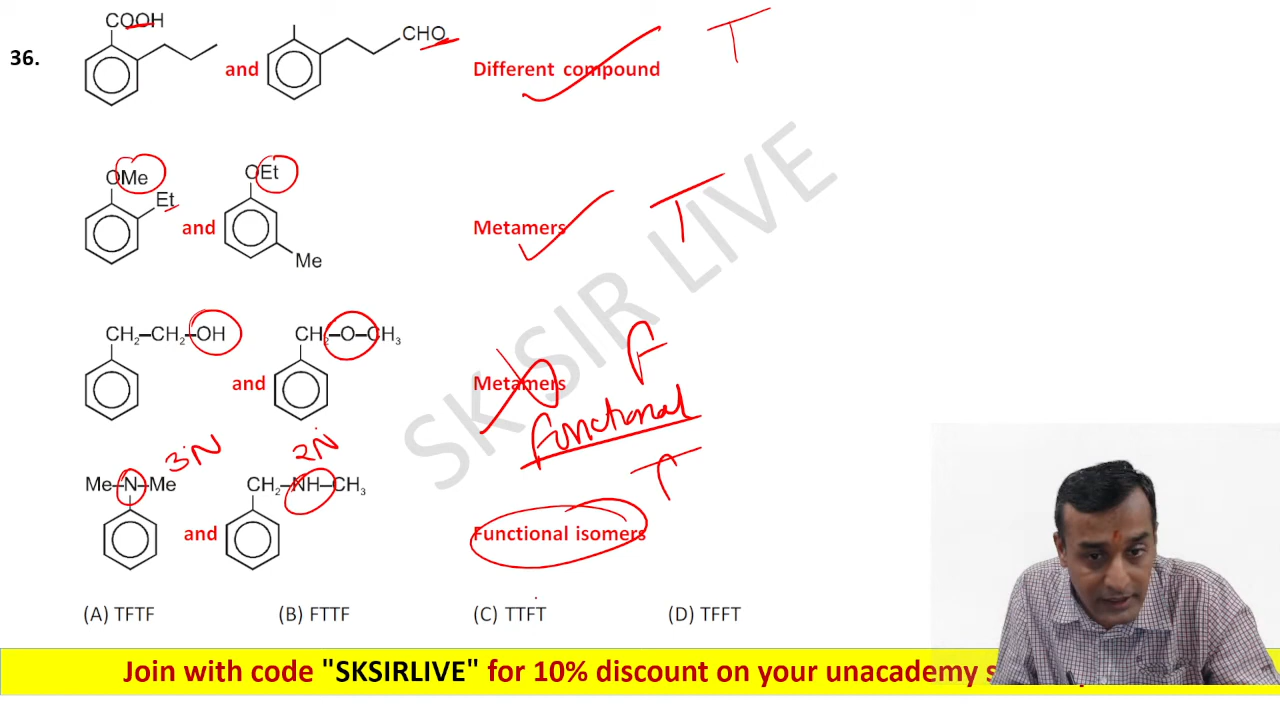 COOH
36.
CHO
and
Different compound
T
OMe
OEt
Et
and
Metamers
T
Me
CH2–CH2–OH
CH2–O–CH3
and
Metamers
F
Functional
3°N
2°N
Me–N–Me
CH2–NH–CH3
T
and
Functional isomers
(A) TFTF
(B) FTTF
(C) TTFT
(D) TFFT
SK SIR LIVE
Join with code "SKSIRLIVE" for 10% discount on your unacademy